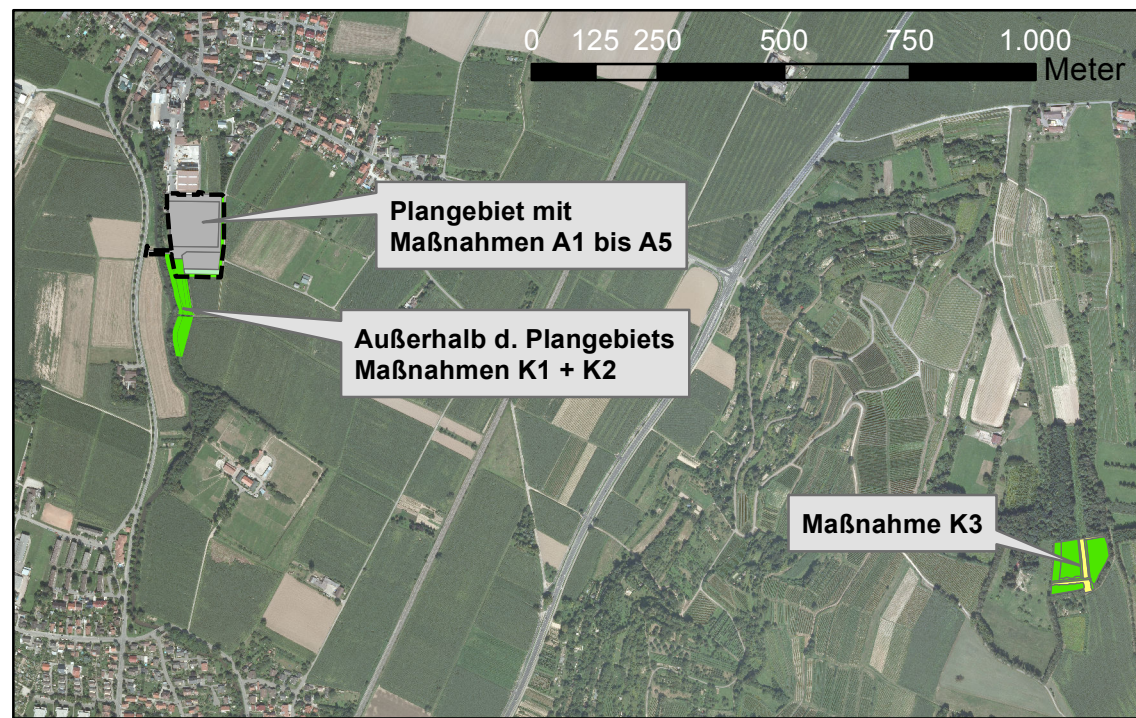 0 125 250 500 750 1.000
Meter
Plangebiet mit
Maßnahmen A1 bis A5
Außerhalb d. Plangebiets
Maßnahmen K1 + K2
Maßnahme K3